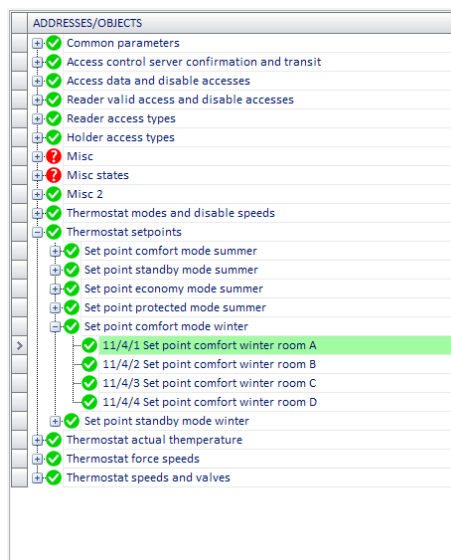 ADDRESSES/OBJECTS
Common parameters
Access control server confirmation and transit
Access data and disable accesses
Reader valid access and disable accesses
Reader access types
Holder access types
Misc
Misc states
Misc 2
Thermostat modes and disable speeds
Thermostat setpoints
Set point comfort mode summer
Set point standby mode summer
Set point economy mode summer
Set point protected mode summer
Set point comfort mode winter
11/4/1 Set point comfort winter room A
11/4/2 Set point comfort winter room B
11/4/3 Set point comfort winter room C
11/4/4 Set point comfort winter room D
Set point standby mode winter
Thermostat actual themperature
Thermostat force speeds
Thermostat speeds and valves